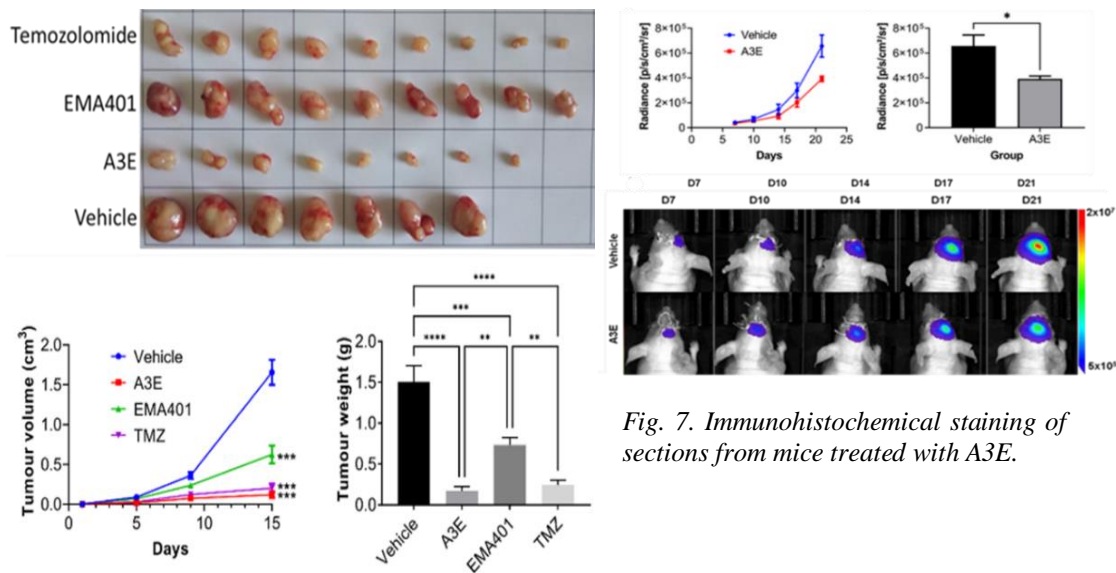 Temozolomide
EMA401
A3E
Vehicle
Tumour volume (cm³)
2.0
1.5
1.0
0.5
0.0
0 5 10 15
Days
Vehicle
A3E
EMA401
TMZ
***
***
***
Tumour weight (g)
2.0
1.5
1.0
0.5
0.0
****
***
**** ** **
Vehicle
A3E
EMA401
TMZ
Radiance [p/s/cm²/sr]
8×10⁵
6×10⁵
4×10⁵
2×10⁵
0
0 5 10 15 20 25
Days
Vehicle
A3E
Radiance [p/s/cm²/sr]
8×10⁵
6×10⁵
4×10⁵
2×10⁵
0
*
Vehicle A3E
Group
D7 D10 D14 D17 D21
D7 D10 D14 D17 D21
Vehicle
A3E
2x10⁷
Fig. 7. Immunohistochemical staining of
sections from mice treated with A3E.